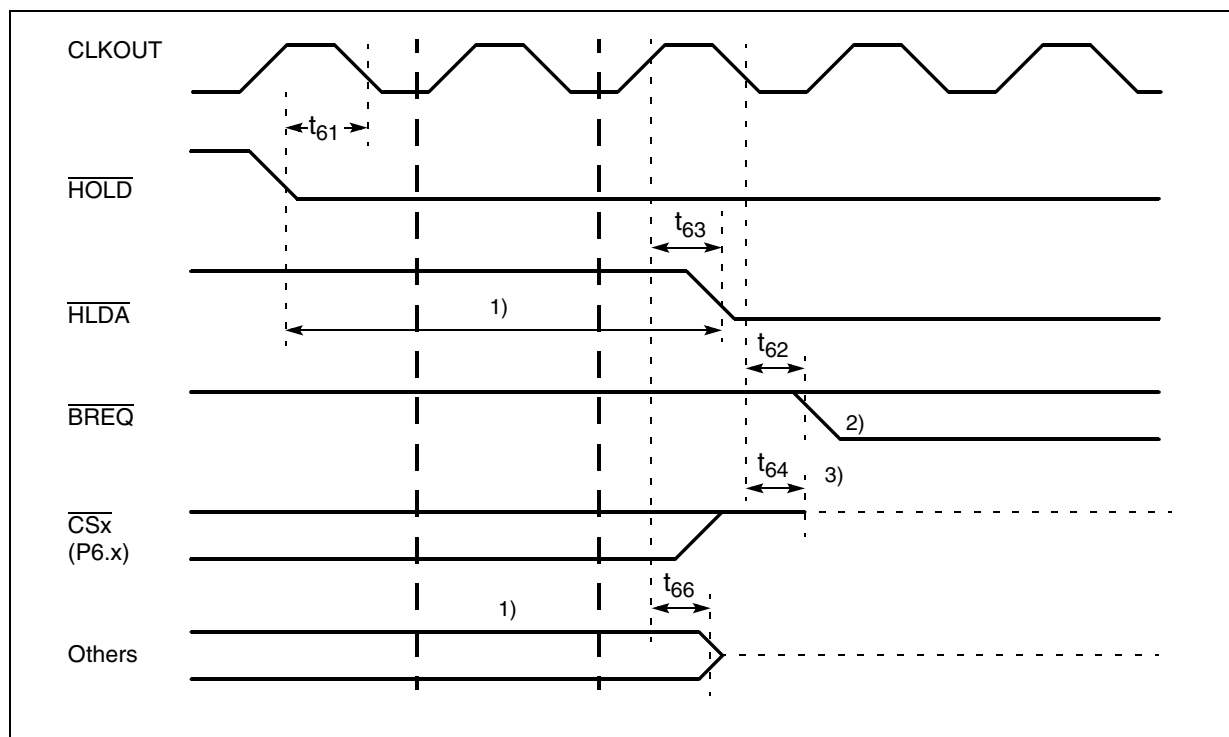 CLKOUT
t61
HOLD
t63
HLDA
1)
t62
BREQ
2)
t64
3)
CSx
(P6.x)
t66
1)
Others